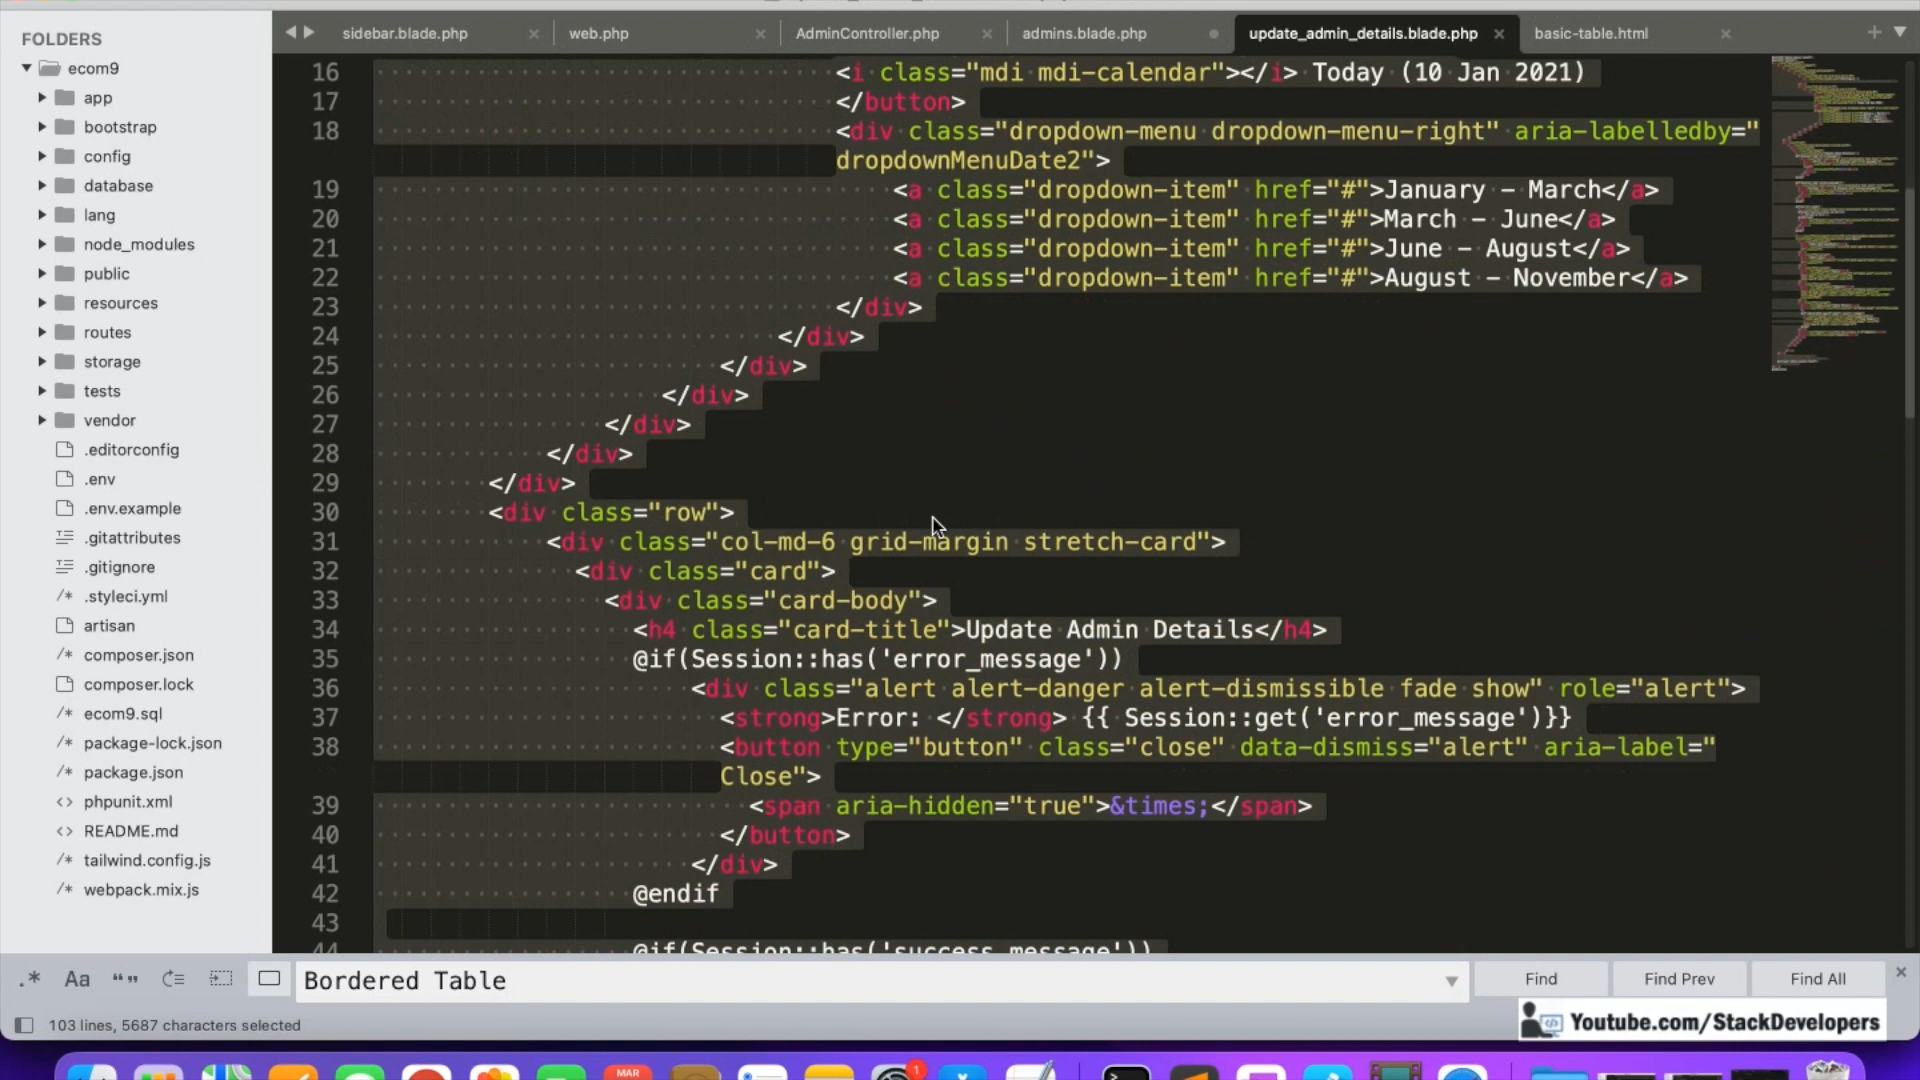 FOLDERS
ecom9
app
bootstrap
config
database
lang
node_modules
public
resources
routes
storage
tests
vendor
.editorconfig
.env
.env.example
.gitattributes
.gitignore
.styleci.yml
artisan
composer.json
composer.lock
ecom9.sql
package-lock.json
package.json
phpunit.xml
README.md
tailwind.config.js
webpack.mix.js
sidebar.blade.php
web.php
AdminController.php
admins.blade.php
update_admin_details.blade.php
basic-table.html
16 <i class="mdi mdi-calendar"></i> Today (10 Jan 2021)
17 </button>
18 <div class="dropdown-menu dropdown-menu-right" aria-labelledby="
dropdownMenuDate2">
19 <a class="dropdown-item" href="#">January - March</a>
20 <a class="dropdown-item" href="#">March - June</a>
21 <a class="dropdown-item" href="#">June - August</a>
22 <a class="dropdown-item" href="#">August - November</a>
23 </div>
24 </div>
25 </div>
26 </div>
27 </div>
28 </div>
29 </div>
30 <div class="row">
31 <div class="col-md-6 grid-margin stretch-card">
32 <div class="card">
33 <div class="card-body">
34 <h4 class="card-title">Update Admin Details</h4>
35 @if(Session::has('error_message'))
36 <div class="alert alert-danger alert-dismissible fade show" role="alert">
37 <strong>Error: </strong> {{ Session::get('error_message')}}
38 <button type="button" class="close" data-dismiss="alert" aria-label="
Close">
39 <span aria-hidden="true">&times;</span>
40 </button>
41 </div>
42 @endif
43
44 @if(Session::has('success_message'))
.* Aa “” Bordered Table Find Find Prev Find All
103 lines, 5687 characters selected
Youtube.com/StackDevelopers
MAR
1